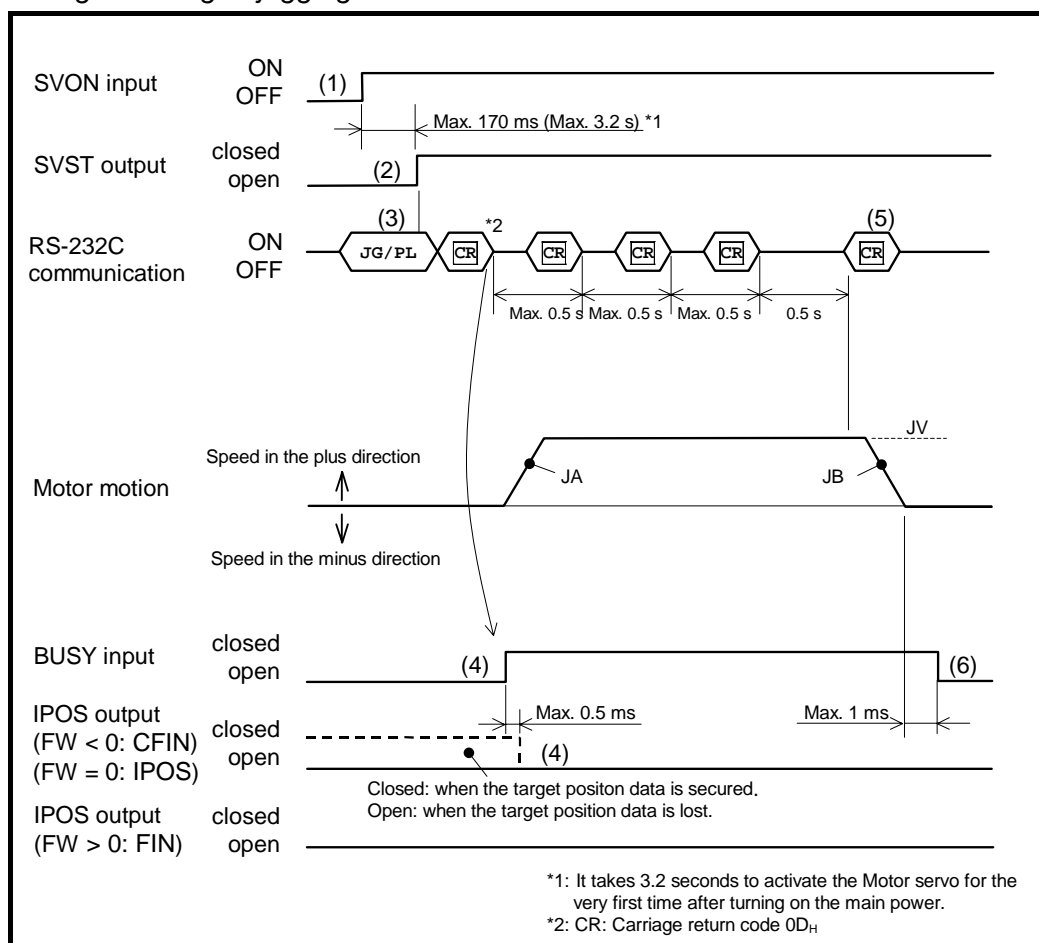 SVON input
ON
OFF
(1)
Max. 170 ms (Max. 3.2 s) *1
SVST output
closed
open
(2)
RS-232C
communication
ON
OFF
(3)
JG/PL
CR
*2
CR
CR
CR
(5)
CR
Max. 0.5 s
Max. 0.5 s
Max. 0.5 s
0.5 s
Motor motion
Speed in the plus direction
Speed in the minus direction
JA
JB
JV
BUSY input
closed
open
(4)
(6)
IPOS output
(FW < 0: CFIN)
(FW = 0: IPOS)
closed
open
Max. 0.5 ms
Max. 1 ms
(4)
Closed: when the target positon data is secured.
Open: when the target position data is lost.
IPOS output
(FW > 0: FIN)
closed
open
*1: It takes 3.2 seconds to activate the Motor servo for the
very first time after turning on the main power.
*2: CR: Carriage return code 0DH